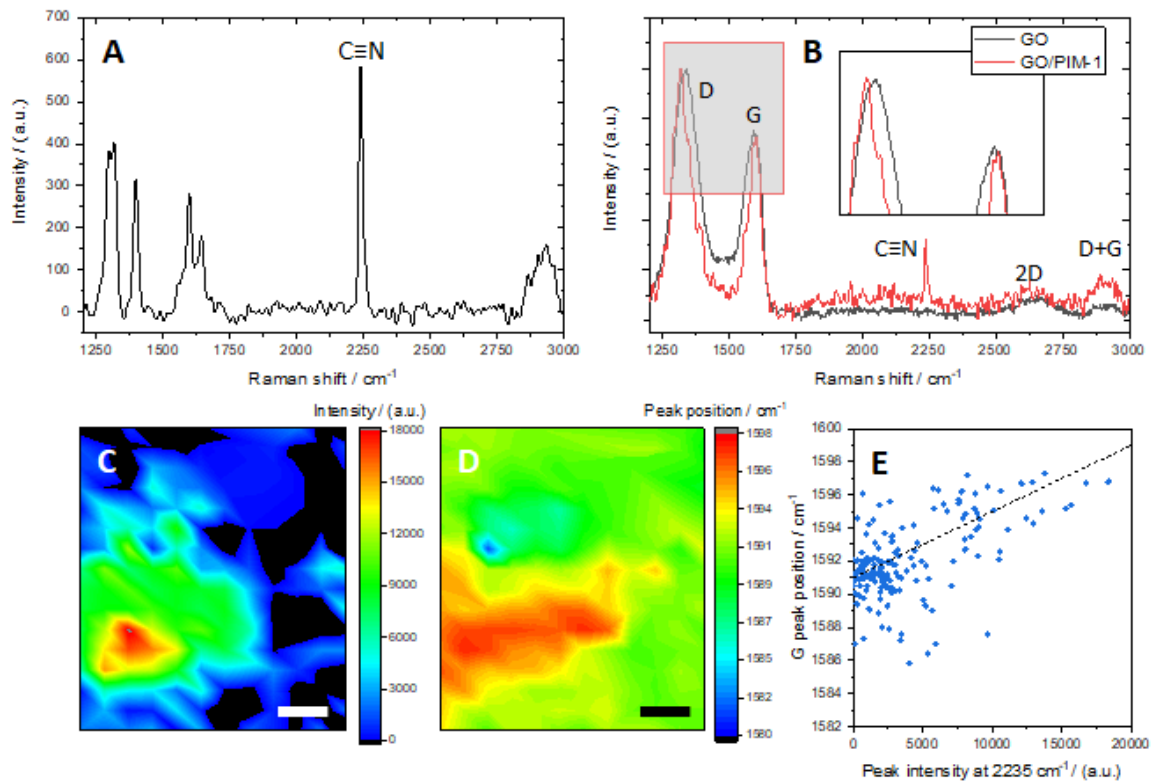 A
C≡N
Intensity / (a.u.)
700
600
500
400
300
200
100
0
1250
1500
1750
2000
2250
2500
2750
3000
Raman shift / cm⁻¹
B
GO
GO/PIM-1
D
G
C≡N
2D
D+G
Intensity / (a.u.)
1250
1500
1750
2000
2250
2500
2750
3000
Raman shift / cm⁻¹
Intensity / (a.u.)
C
18000
15000
12000
9000
6000
3000
0
Peak position / cm⁻¹
D
1598
1596
1594
1592
1591
1589
1587
1585
1583
1582
1580
E
G peak position / cm⁻¹
1600
1598
1596
1594
1592
1590
1588
1586
1584
1582
0
5000
10000
15000
20000
Peak intensity at 2235 cm⁻¹ / (a.u.)